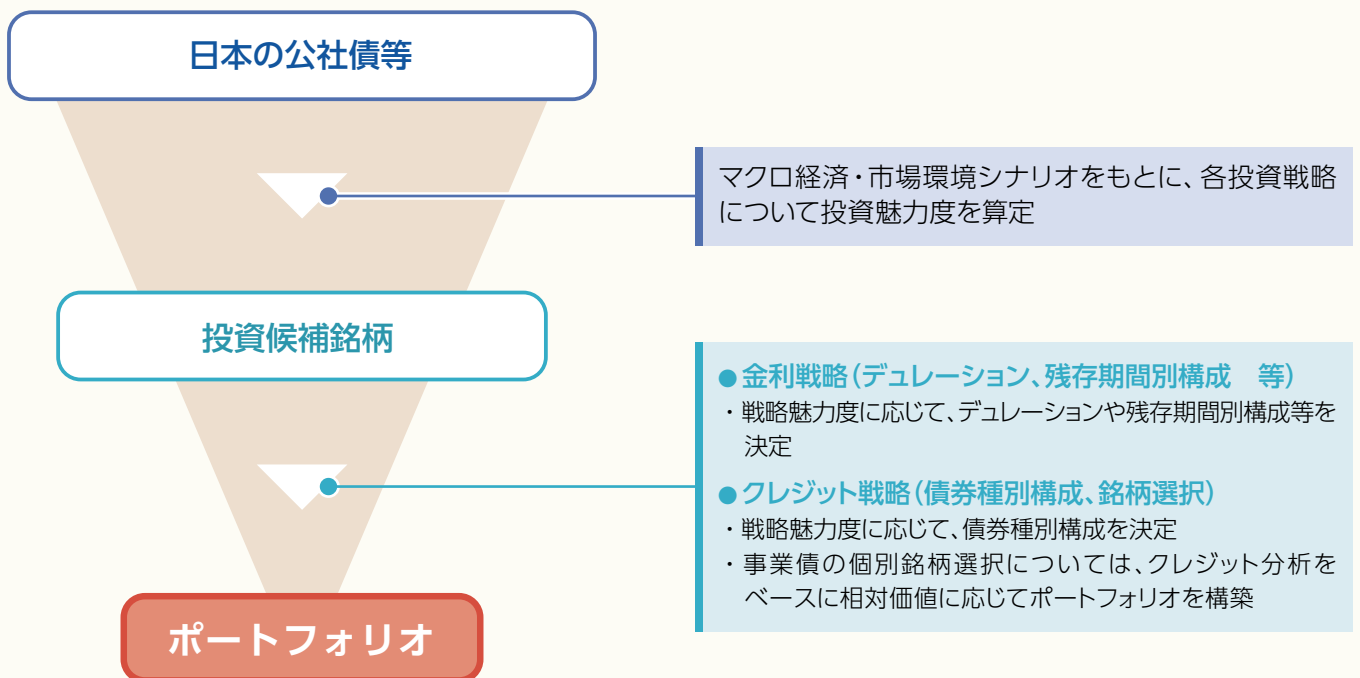 日本の公社債等
マクロ経済・市場環境シナリオをもとに、各投資戦略
について投資魅力度を算定
投資候補銘柄
●金利戦略(デュレーション、残存期間別構成　等)
・戦略魅力度に応じて、デュレーションや残存期間別構成等を
決定
●クレジット戦略(債券種別構成、銘柄選択)
・戦略魅力度に応じて、債券種別構成を決定
・事業債の個別銘柄選択については、クレジット分析を
ベースに相対価値に応じてポートフォリオを構築
ポートフォリオ